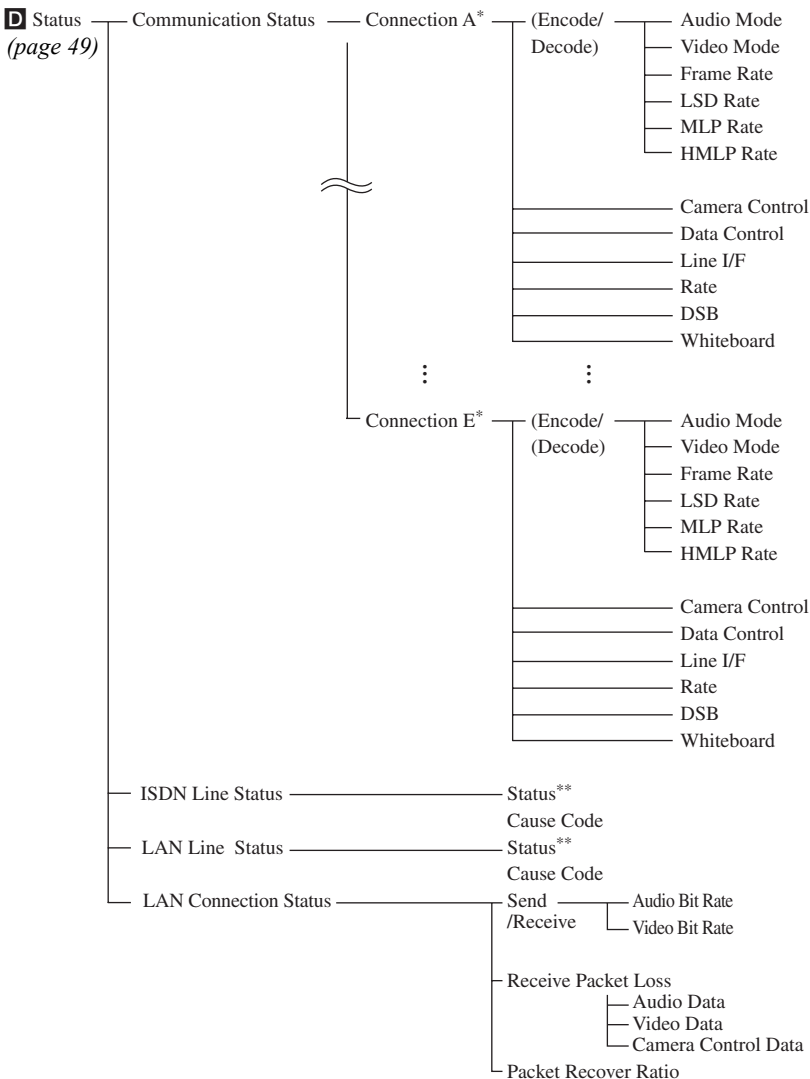 D Status Communication Status Connection A* (Encode/ Audio Mode
(page 49) Decode) Video Mode
Frame Rate
LSD Rate
MLP Rate
HMLP Rate
Camera Control
Data Control
Line I/F
Rate
DSB
Whiteboard
Connection E* (Encode/ Audio Mode
(Decode) Video Mode
Frame Rate
LSD Rate
MLP Rate
HMLP Rate
Camera Control
Data Control
Line I/F
Rate
DSB
Whiteboard
ISDN Line Status Status**
Cause Code
LAN Line Status Status**
Cause Code
LAN Connection Status Send Audio Bit Rate
/Receive Video Bit Rate
Receive Packet Loss
Audio Data
Video Data
Camera Control Data
Packet Recover Ratio